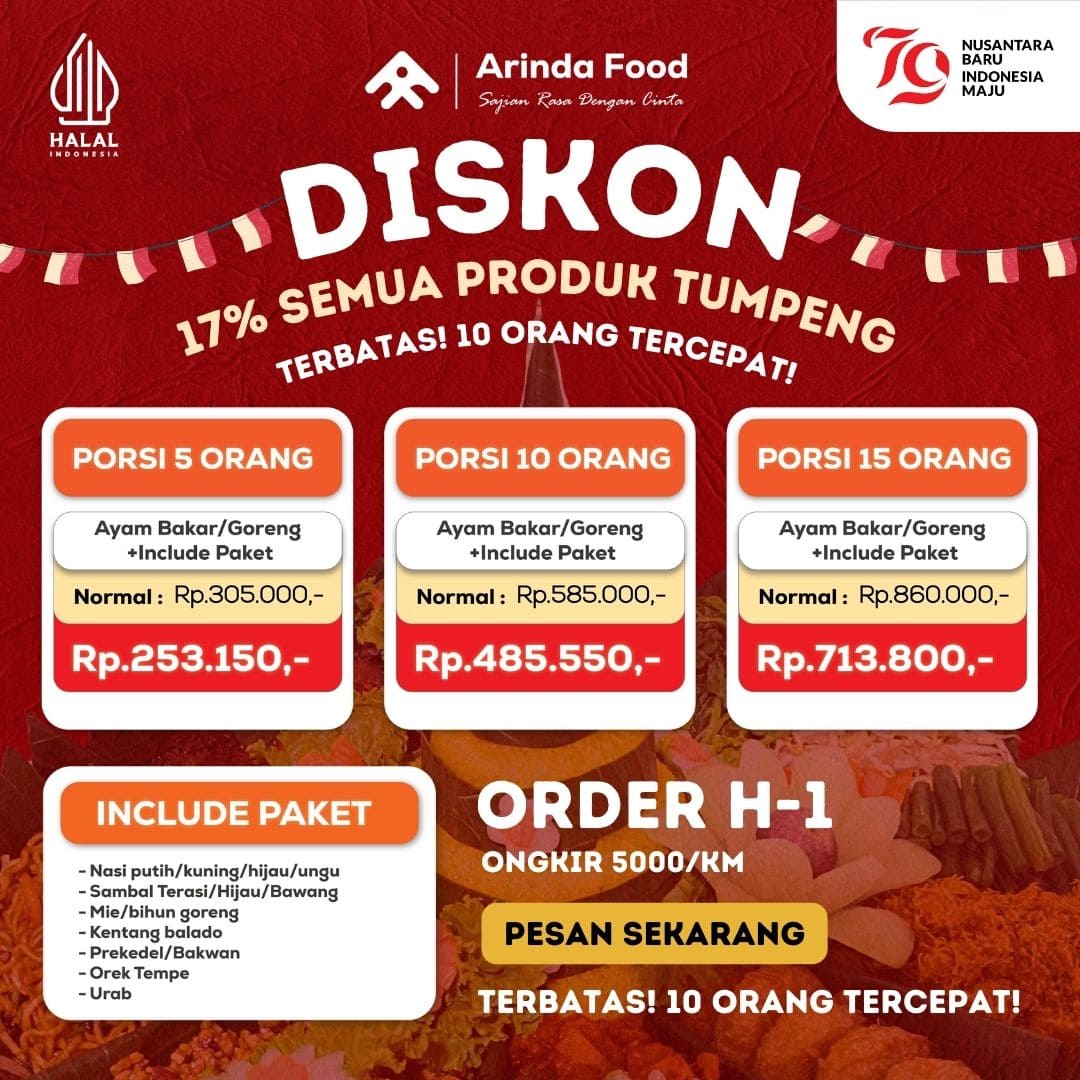 HALAL
INDONESIA
Arinda Food
Sajian Rasa Dengan Cinta
79
NUSANTARA
BARU
INDONESIA
MAJU
DISKON
17% SEMUA PRODUK TUMPENG
TERBATAS! 10 ORANG TERCEPAT!
PORSI 5 ORANG
Ayam Bakar/Goreng
+Include Paket
Normal : Rp.305.000,-
Rp.253.150,-
PORSI 10 ORANG
Ayam Bakar/Goreng
+Include Paket
Normal : Rp.585.000,-
Rp.485.550,-
PORSI 15 ORANG
Ayam Bakar/Goreng
+Include Paket
Normal : Rp.860.000,-
Rp.713.800,-
INCLUDE PAKET
- Nasi putih/kuning/hijau/ungu
- Sambal Terasi/Hijau/Bawang
- Mie/bihun goreng
- Kentang balado
- Prekedel/Bakwan
- Orek Tempe
- Urab
ORDER H-1
ONGKIR 5000/KM
PESAN SEKARANG
TERBATAS! 10 ORANG TERCEPAT!